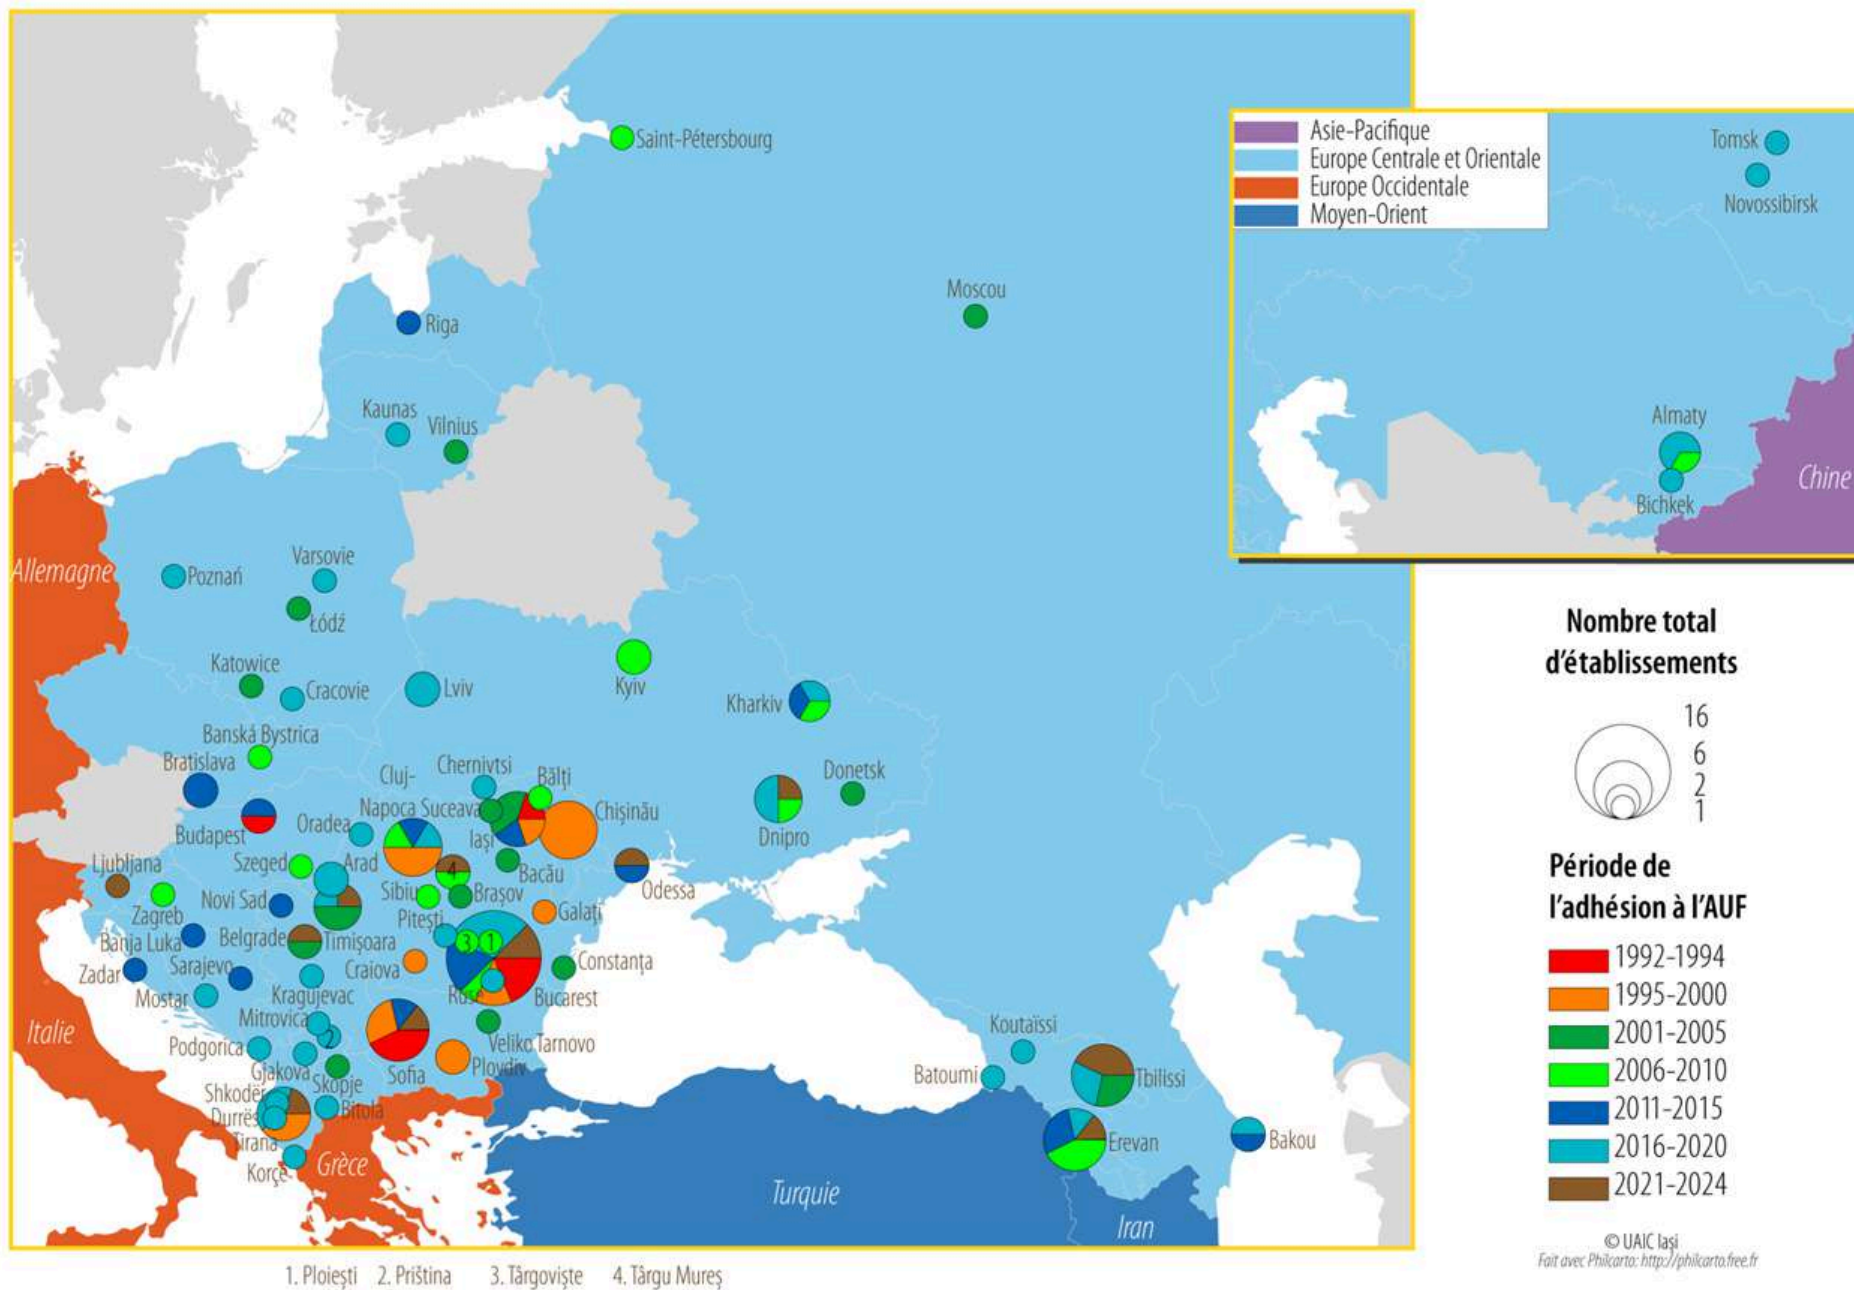 Saint-Pétersbourg
Asie-Pacifique
Europe Centrale et Orientale
Europe Occidentale
Moyen-Orient
Tomsk
Novossibirsk
Moscou
Riga
Kaunas
Vilnius
Almaty
Bichkek
Chine
Allemagne
Poznań
Varsovie
Łódź
Katowice
Cracovie
Lviv
Kyiv
Kharkiv
Banská Bystrica
Bratislava
Budapest
Cluj-
Napoca
Chernivtsi
Suceava
Bălți
Chișinău
Iași
Oradea
Dnipro
Donetsk
Ljubljana
Szeged
Arad
4
Bacău
Odessa
Zagreb
Novi Sad
Sibiu
Brașov
Galați
Banja Luka
Belgrade
Timișoara
Pitești
3
1
Zadar
Sarajevo
Craiova
Constanța
Mostar
Kragujevac
Ruse
Bucarest
Italie
Mitrovica
2
Veliko Tarnovo
Podgorica
Gjakova
Skopje
Sofia
Plovdiv
Koutaïssi
Batoumi
Tbilissi
Shkodër
Durrës
Bitola
Tirana
Korçe
Grèce
Erevan
Bakou
Turquie
Iran
Nombre total
d'établissements
16
6
2
1
Période de
l'adhésion à l'AUF
1992-1994
1995-2000
2001-2005
2006-2010
2011-2015
2016-2020
2021-2024
© UAIC Iași
Fait avec Philcarto: http://philcarto.free.fr
1. Ploiești 2. Priština 3. Târgoviște 4. Târgu Mureș